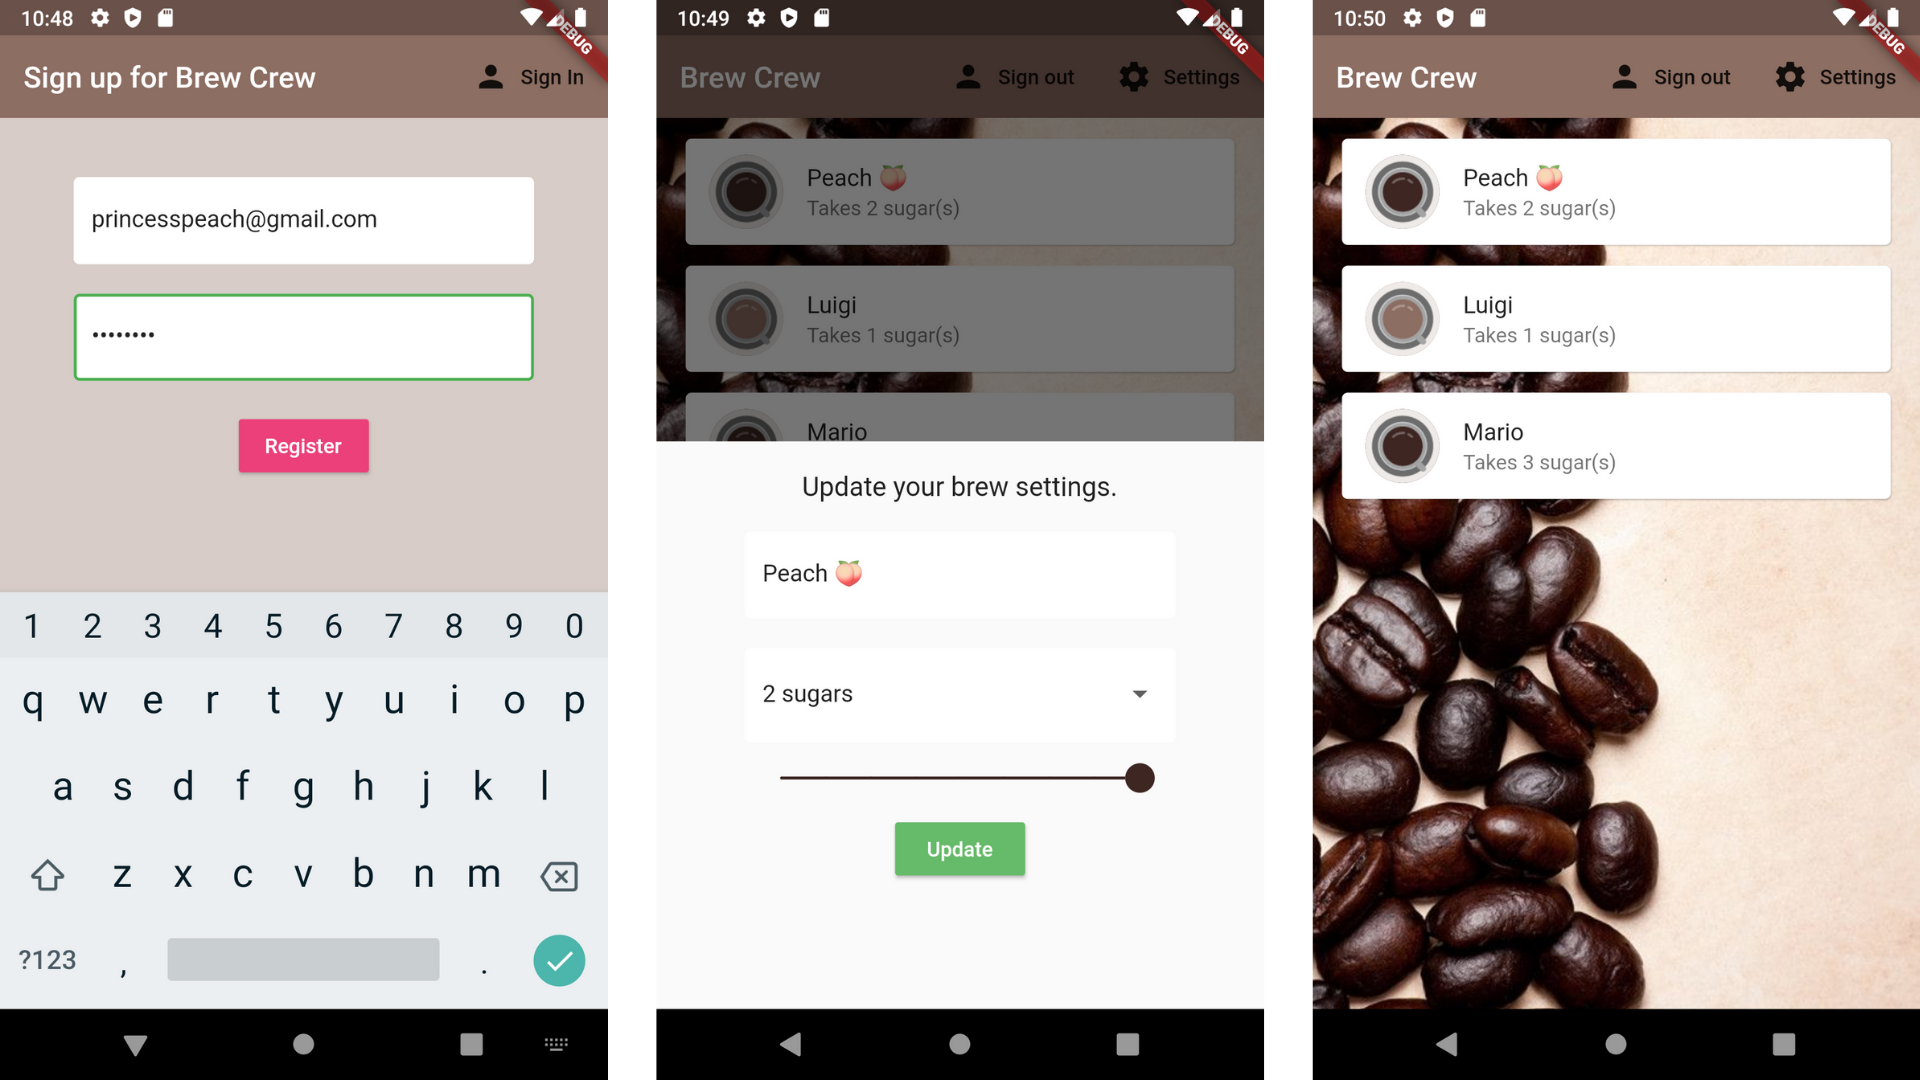 10:48
DEBUG
Sign up for Brew Crew Sign In
princesspeach@gmail.com
••••••••
Register
1 2 3 4 5 6 7 8 9 0
q w e r t y u i o p
a s d f g h j k l
z x c v b n m
?123 , .
10:49
DEBUG
Brew Crew Sign out Settings
Peach 🍑
Takes 2 sugar(s)
Luigi
Takes 1 sugar(s)
Mario
Update your brew settings.
Peach 🍑
2 sugars
Update
10:50
DEBUG
Brew Crew Sign out Settings
Peach 🍑
Takes 2 sugar(s)
Luigi
Takes 1 sugar(s)
Mario
Takes 3 sugar(s)